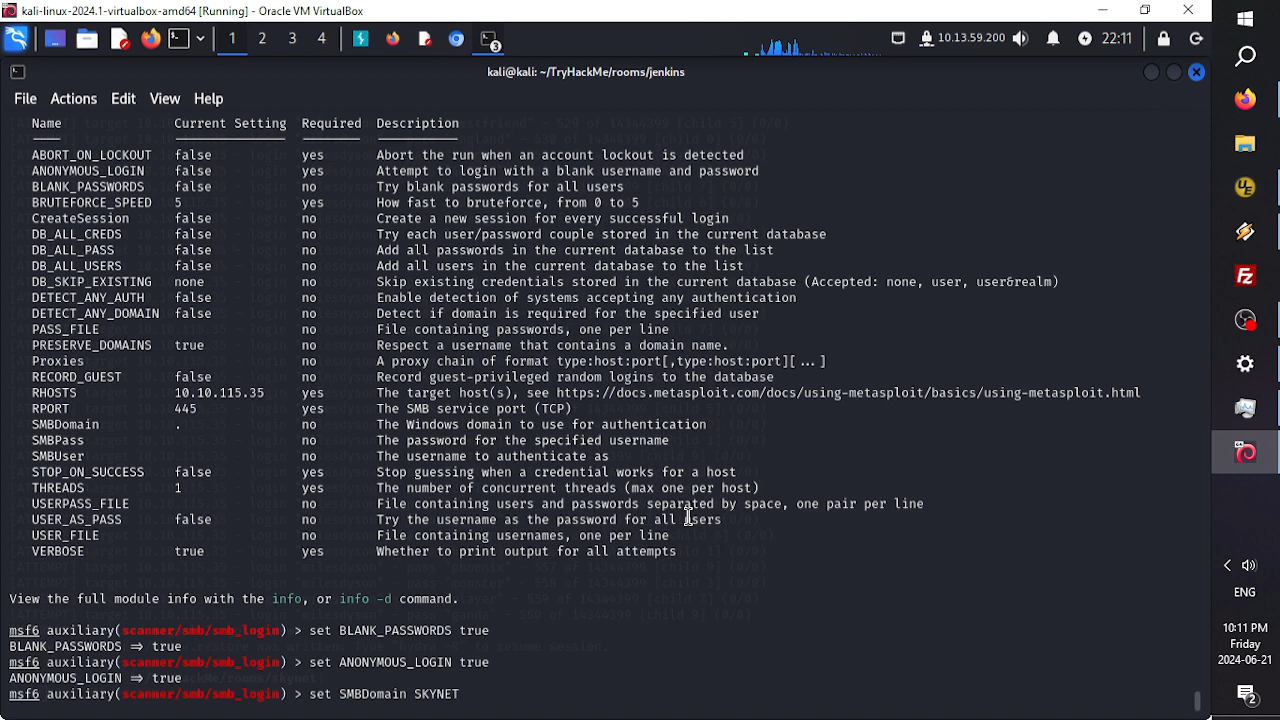 kali-linux-2024.1-virtualbox-amd64 [Running] - Oracle VM VirtualBox
1 2 3 4 3 10.13.59.200 22:11
kali@kali: ~/TryHackMe/rooms/jenkins
File Actions Edit View Help
Name Current Setting Required Description
ABORT_ON_LOCKOUT false yes Abort the run when an account lockout is detected
ANONYMOUS_LOGIN false yes Attempt to login with a blank username and password
BLANK_PASSWORDS false no Try blank passwords for all users
BRUTEFORCE_SPEED 5 yes How fast to bruteforce, from 0 to 5
CreateSession false no Create a new session for every successful login
DB_ALL_CREDS false no Try each user/password couple stored in the current database
DB_ALL_PASS false no Add all passwords in the current database to the list
DB_ALL_USERS false no Add all users in the current database to the list
DB_SKIP_EXISTING none no Skip existing credentials stored in the current database (Accepted: none, user, user&realm)
DETECT_ANY_AUTH false no Enable detection of systems accepting any authentication
DETECT_ANY_DOMAIN false no Detect if domain is required for the specified user
PASS_FILE no File containing passwords, one per line
PRESERVE_DOMAINS true no Respect a username that contains a domain name.
Proxies no A proxy chain of format type:host:port[,type:host:port][ ... ]
RECORD_GUEST false no Record guest-privileged random logins to the database
RHOSTS 10.10.115.35 yes The target host(s), see https://docs.metasploit.com/docs/using-metasploit/basics/using-metasploit.html
RPORT 445 yes The SMB service port (TCP)
SMBDomain . no The Windows domain to use for authentication
SMBPass no The password for the specified username
SMBUser no The username to authenticate as
STOP_ON_SUCCESS false yes Stop guessing when a credential works for a host
THREADS 1 yes The number of concurrent threads (max one per host)
USERPASS_FILE no File containing users and passwords separated by space, one pair per line
USER_AS_PASS false no Try the username as the password for all users
USER_FILE no File containing usernames, one per line
VERBOSE true yes Whether to print output for all attempts
View the full module info with the info, or info -d command.
msf6 auxiliary(scanner/smb/smb_login) > set BLANK_PASSWORDS true
BLANK_PASSWORDS ⇒ true
msf6 auxiliary(scanner/smb/smb_login) > set ANONYMOUS_LOGIN true
ANONYMOUS_LOGIN ⇒ true
msf6 auxiliary(scanner/smb/smb_login) > set SMBDomain SKYNET
ENG
10:11 PM
Friday
2024-06-21
2